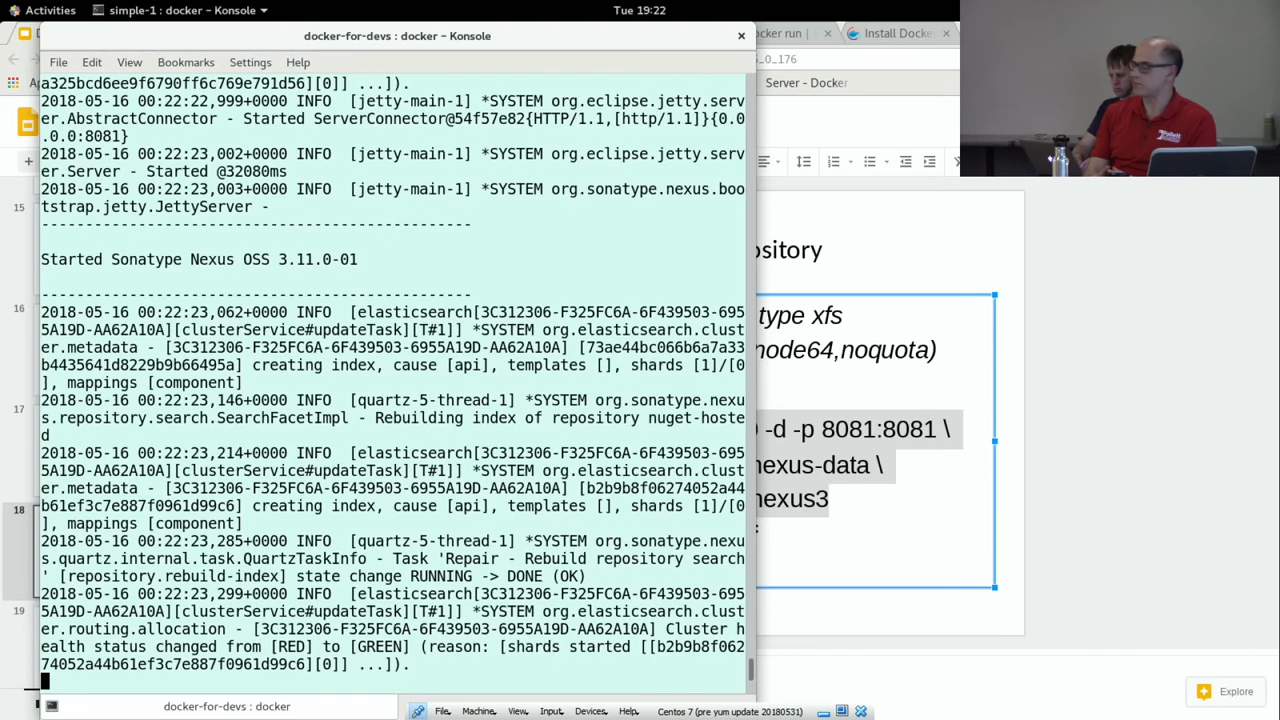 Activities
simple-1 : docker - Konsole
Tue 19:22
docker-for-devs : docker – Konsole
File Edit View Bookmarks Settings Help
a325bcd6ee9f6790ff6c769e791d56][0]] ...]).
2018-05-16 00:22:22,999+0000 INFO  [jetty-main-1] *SYSTEM org.eclipse.jetty.serv
er.AbstractConnector - Started ServerConnector@54f57e82{HTTP/1.1,[http/1.1]}{0.0
.0.0:8081}
2018-05-16 00:22:23,002+0000 INFO  [jetty-main-1] *SYSTEM org.eclipse.jetty.serv
er.Server - Started @32080ms
2018-05-16 00:22:23,003+0000 INFO  [jetty-main-1] *SYSTEM org.sonatype.nexus.boo
tstrap.jetty.JettyServer -
-------------------------------------------------
Started Sonatype Nexus OSS 3.11.0-01
-------------------------------------------------
2018-05-16 00:22:23,062+0000 INFO  [elasticsearch[3C312306-F325FC6A-6F439503-695
5A19D-AA62A10A][clusterService#updateTask][T#1]] *SYSTEM org.elasticsearch.clust
er.metadata - [3C312306-F325FC6A-6F439503-6955A19D-AA62A10A] [73ae44bc066b6a7a33
b4435641d8229b9b66495a] creating index, cause [api], templates [], shards [1]/[0
], mappings [component]
2018-05-16 00:22:23,146+0000 INFO  [quartz-5-thread-1] *SYSTEM org.sonatype.nexu
s.repository.search.SearchFacetImpl - Rebuilding index of repository nuget-hoste
d
2018-05-16 00:22:23,214+0000 INFO  [elasticsearch[3C312306-F325FC6A-6F439503-695
5A19D-AA62A10A][clusterService#updateTask][T#1]] *SYSTEM org.elasticsearch.clust
er.metadata - [3C312306-F325FC6A-6F439503-6955A19D-AA62A10A] [b2b9b8f06274052a44
b61ef3c7e887f0961d99c6] creating index, cause [api], templates [], shards [1]/[0
], mappings [component]
2018-05-16 00:22:23,285+0000 INFO  [quartz-5-thread-1] *SYSTEM org.sonatype.nexu
s.quartz.internal.task.QuartzTaskInfo - Task 'Repair - Rebuild repository search
' [repository.rebuild-index] state change RUNNING -> DONE (OK)
2018-05-16 00:22:23,299+0000 INFO  [elasticsearch[3C312306-F325FC6A-6F439503-695
5A19D-AA62A10A][clusterService#updateTask][T#1]] *SYSTEM org.elasticsearch.clust
er.routing.allocation - [3C312306-F325FC6A-6F439503-6955A19D-AA62A10A] Cluster h
ealth status changed from [RED] to [GREEN] (reason: [shards started [[b2b9b8f062
74052a44b61ef3c7e887f0961d99c6][0]] ...]).
docker-for-devs : docker
File Machine View Input Devices Help
Centos 7 (pre yum update 20180531)
ocker run
Install Docke
_0_176
Server - Docker
15
16
17
18
19
ository
type xfs
node64,noquota)
-d -p 8081:8081 \
nexus-data \
nexus3
Explore
Follett